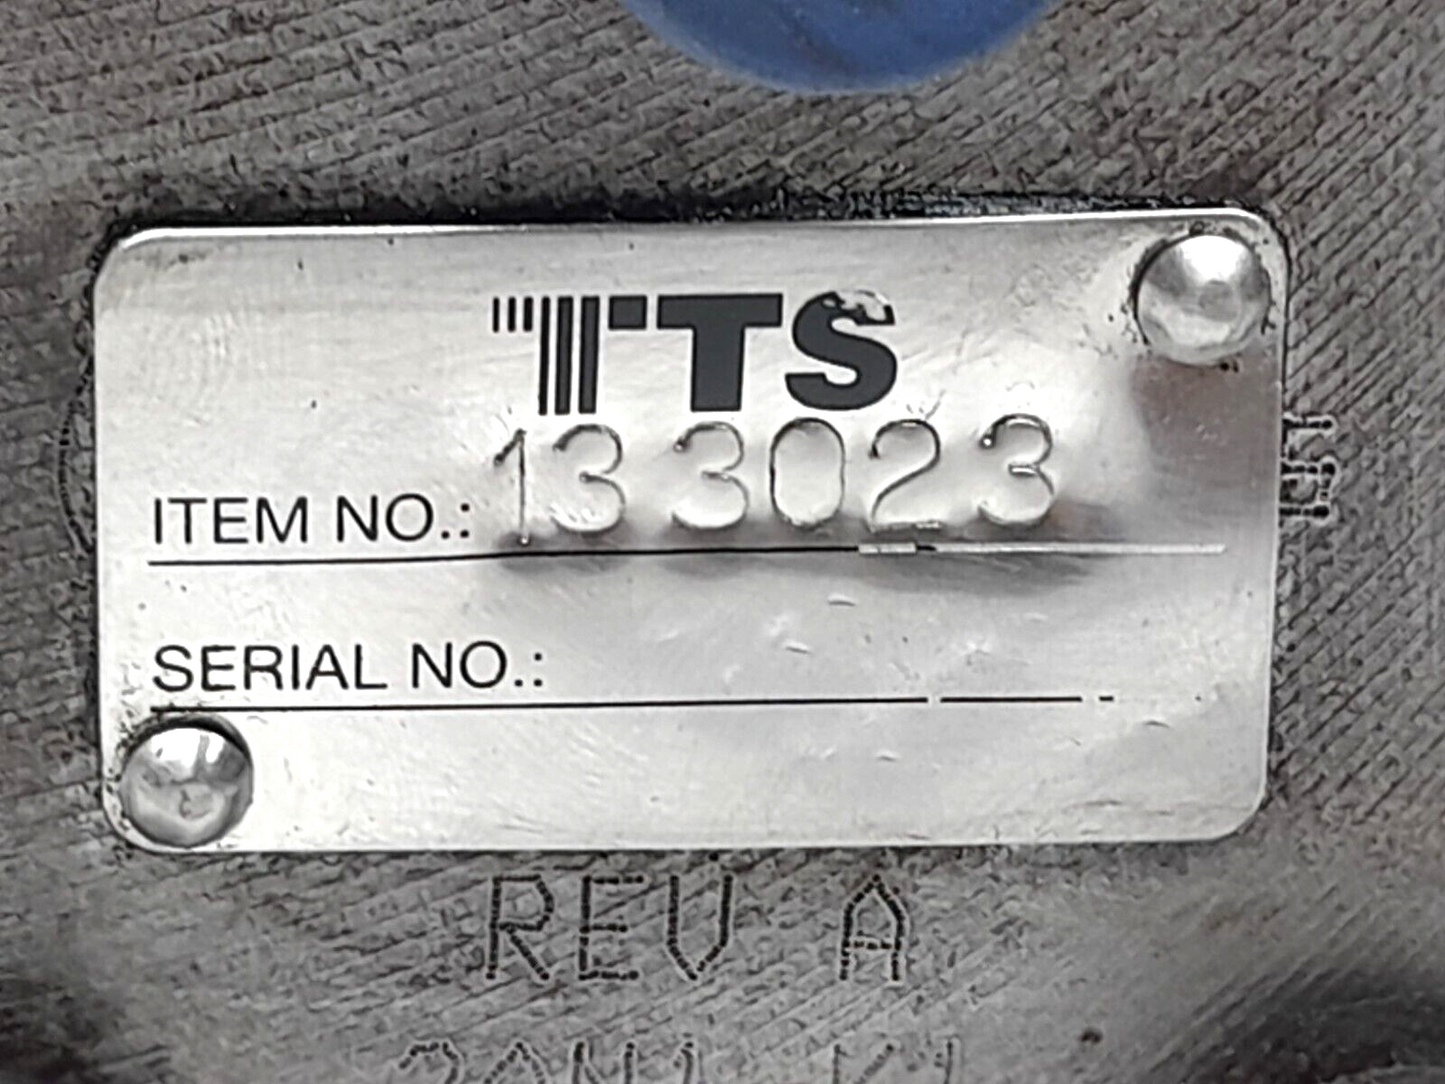 TTS
ITEM NO.: 133023
SERIAL NO.:
REV A